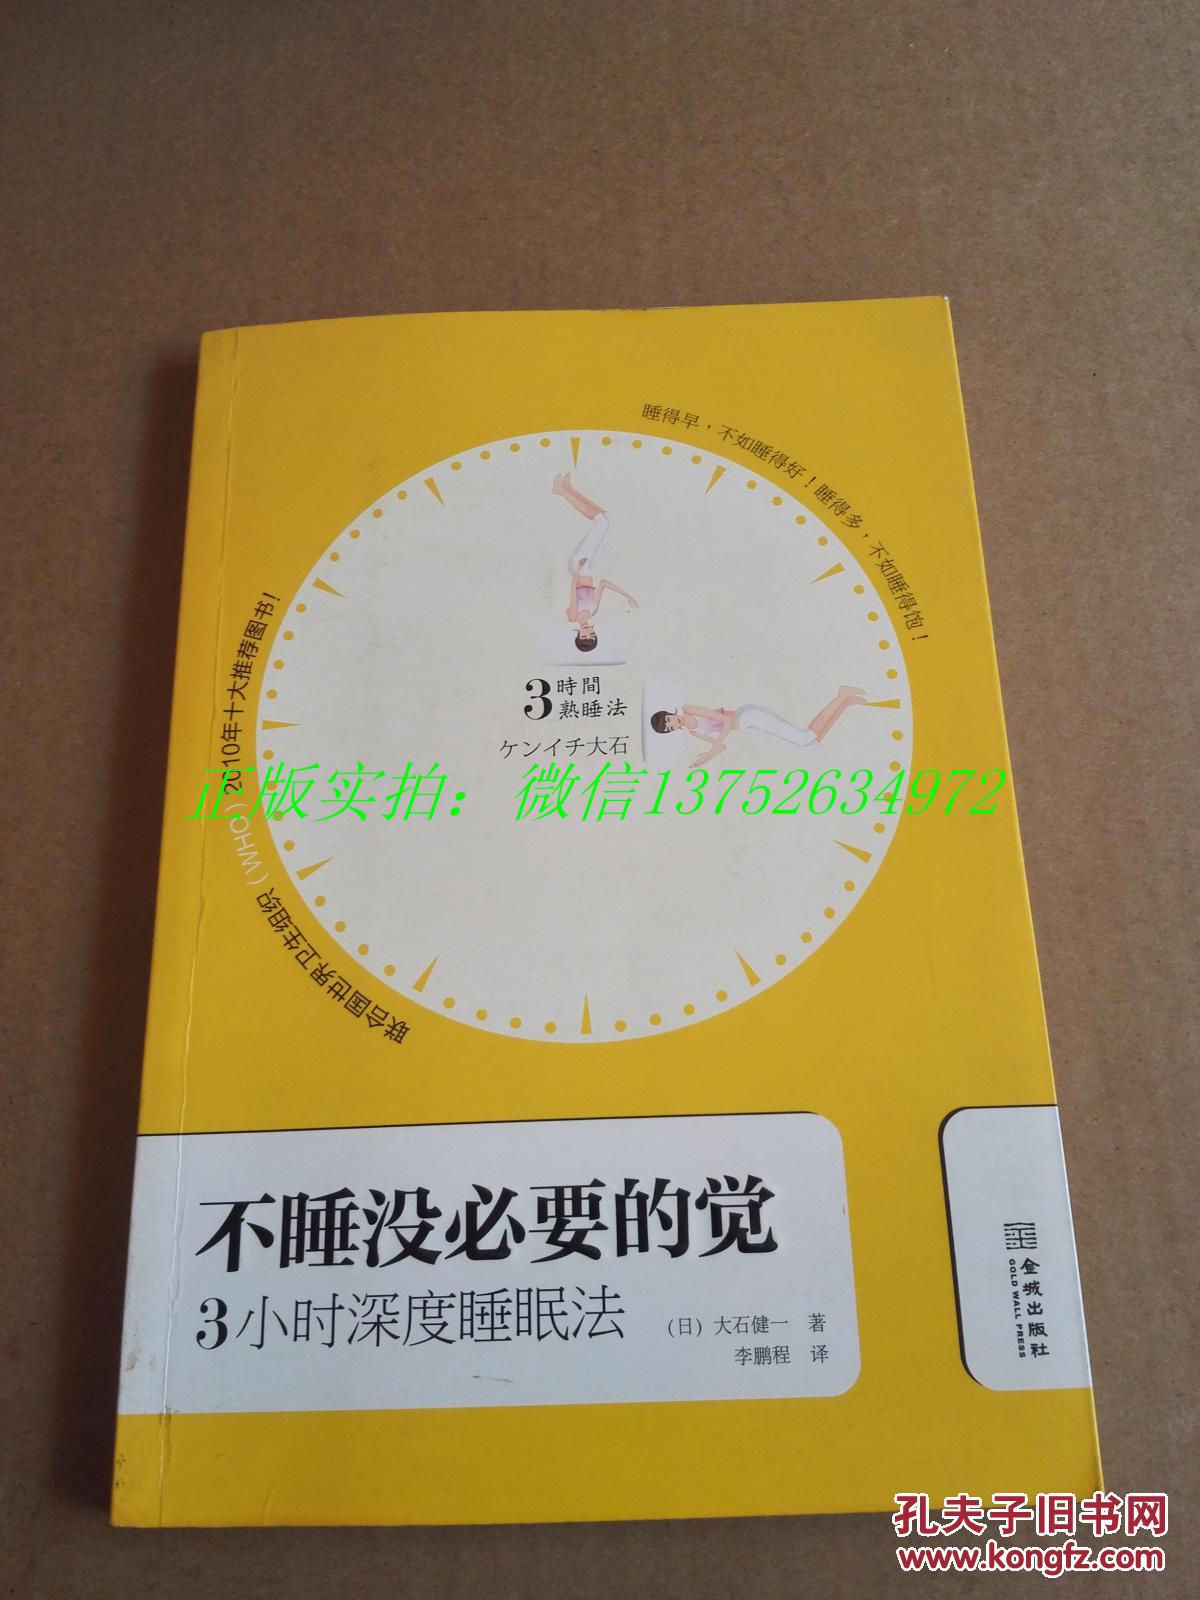 睡得早，不如睡得好！睡得多，不如睡得饱！
联合国世界卫生组织（WHO）2010年十大推荐图书！
3時間
熟睡法
ケンイチ大石
正版实拍：微信13752634972
不睡没必要的觉
3小时深度睡眠法
(日) 大石健一 著
李鹏程 译
金城出版社
GOLD WALL PRESS
孔夫子旧书网
www.kongfz.com